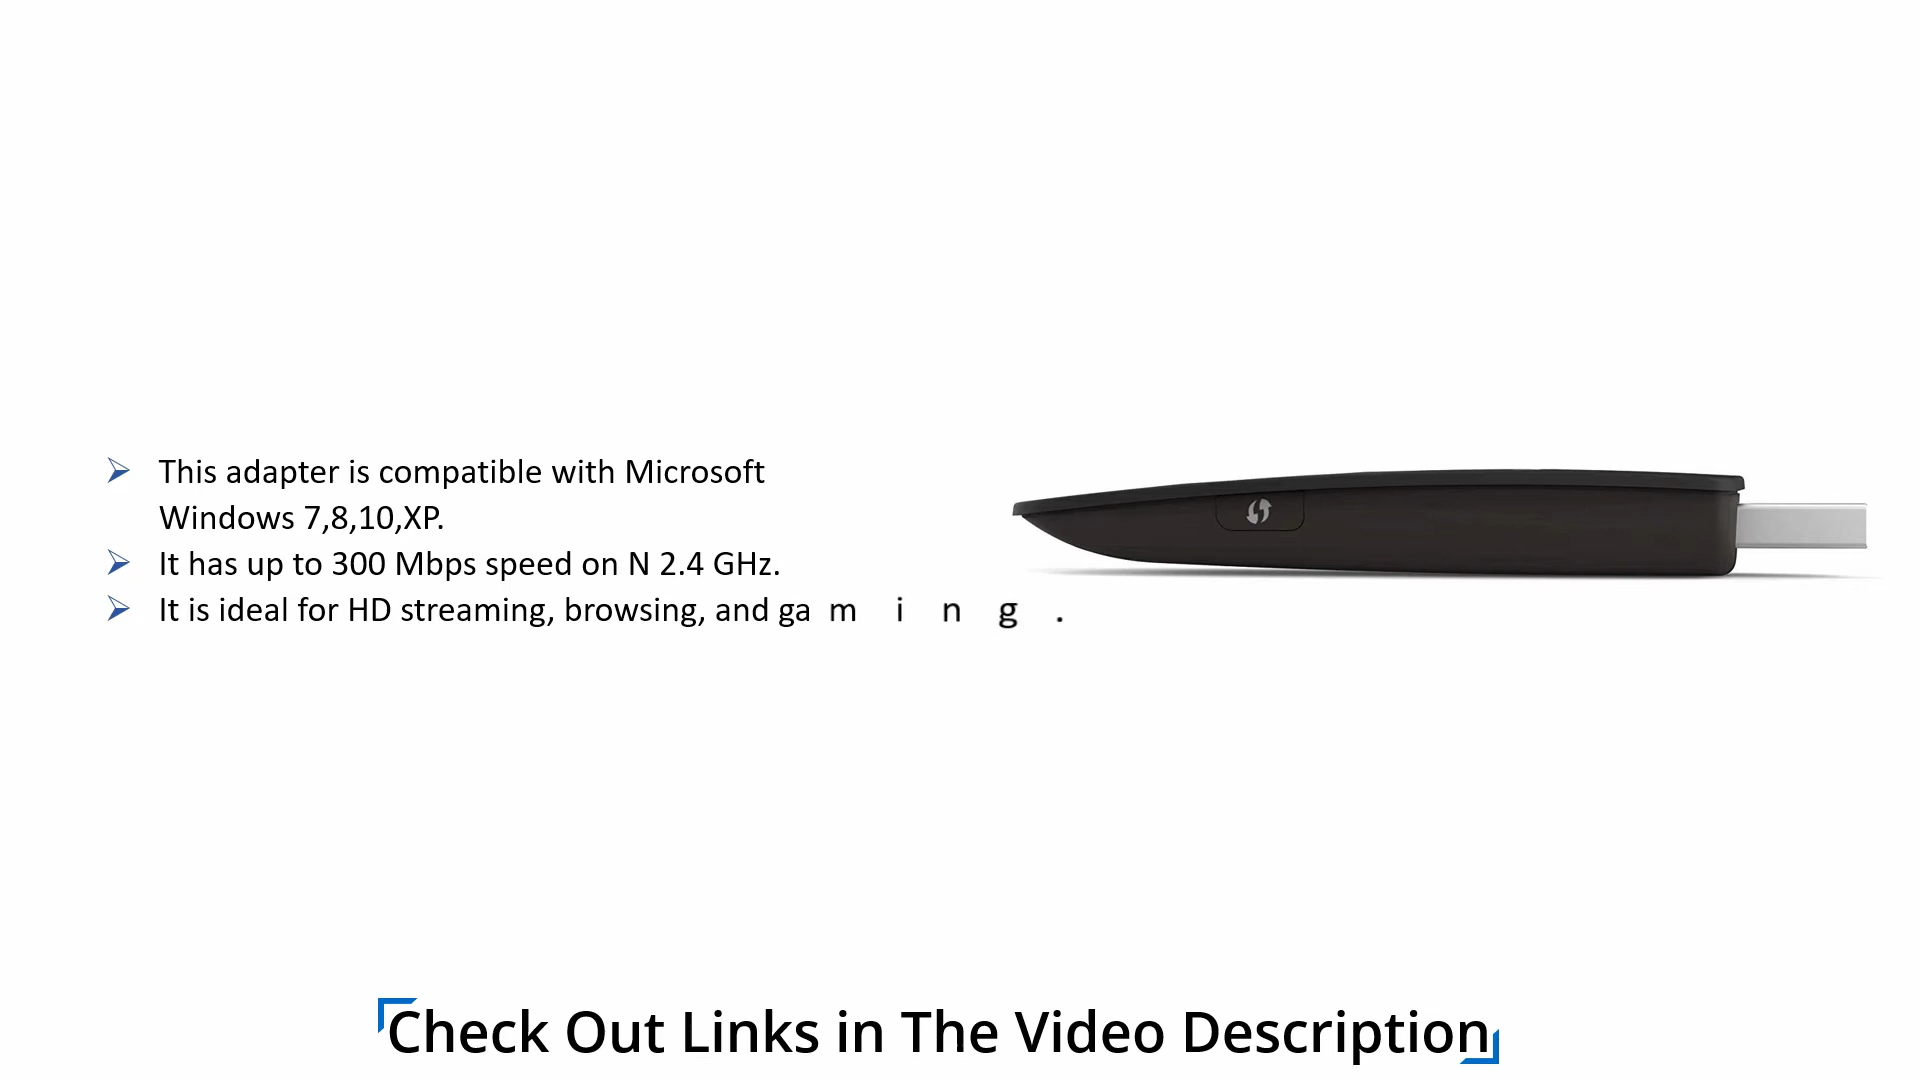 This adapter is compatible with Microsoft
Windows 7,8,10,XP.
It has up to 300 Mbps speed on N 2.4 GHz.
It is ideal for HD streaming, browsing, and gaming.
Check Out Links in The Video Description